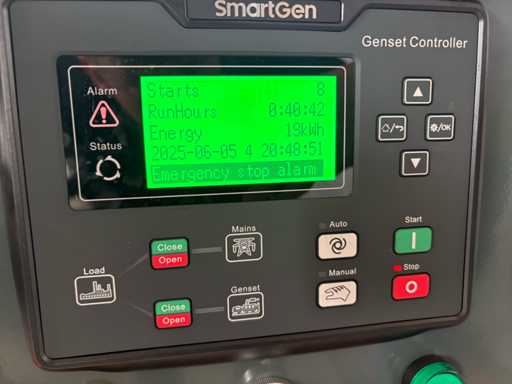 SmartGen
Genset Controller
Alarm
Status
Starts 8
RunHours 0:40:42
Energy 19kWh
2025-06-05 4 20:48:51
Emergency stop alarm
/OK
Mains
Close
Open
Load
Genset
Close
Open
Auto
Manual
Start
I
Stop
O